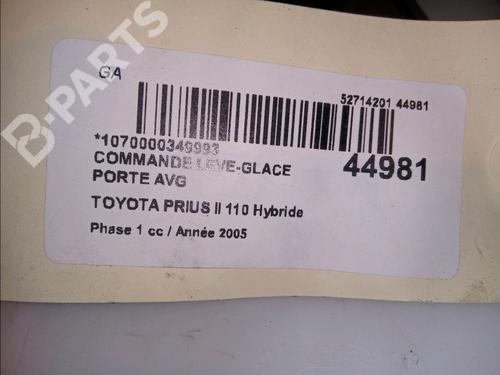 B-PARTS
GA
52714201 44981
*1070000349993
COMMANDE LEVE-GLACE
44981
PORTE AVG
TOYOTA PRIUS II 110 Hybride
Phase 1 cc / Année 2005